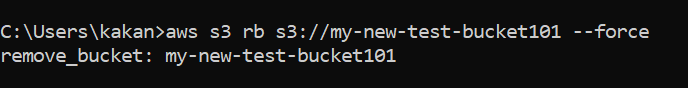 C:\Users\kakan>aws s3 rb s3://my-new-test-bucket101 --force
remove_bucket: my-new-test-bucket101